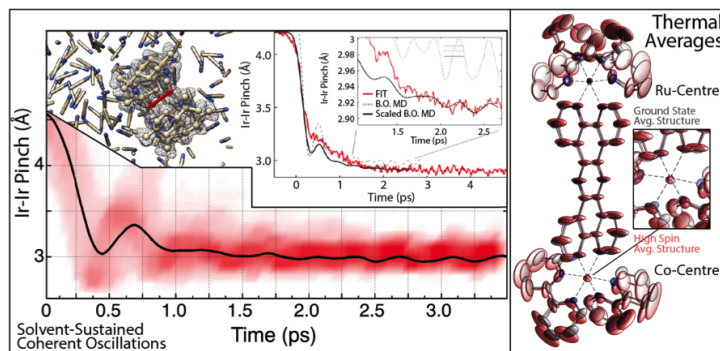 Ir-Ir Pinch (Å)
4
3
0
0.5
1.0
1.5
2.0
2.5
3.0
Time (ps)
Solvent-Sustained
Coherent Oscillations
Ir-Ir Pinch (Å)
4.0
3.5
3.0
0
1
2
3
4
Time (ps)
FIT
B.O. MD
Scaled B.O. MD
Ir-Ir Pinch (Å)
2.98
2.96
2.94
2.92
2.90
1.5
2.0
2.5
Time (ps)
Thermal
Averages
Ru-Centre
Ground State
Avg. Structure
High Spin
Avg. Structure
Co-Centre